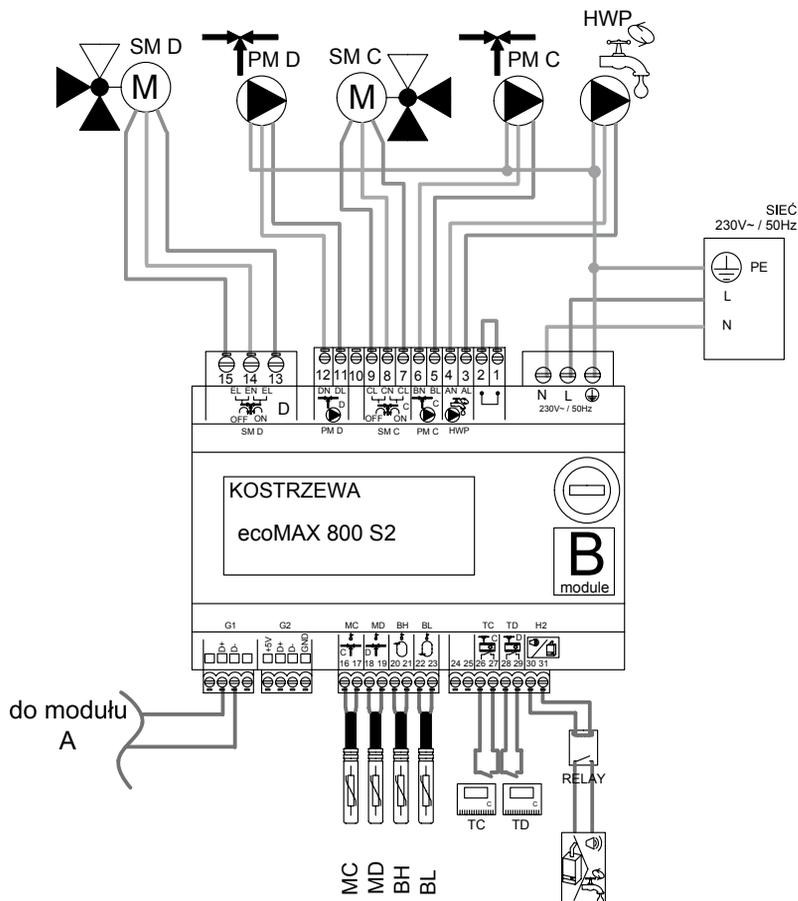 HWP
SM D
PM D
SM C
PM C
M
M
SIEĆ
230V~ / 50Hz
PE
L
N
15 14 13
12 11 10 9 8 7 6 5 4 3 2 1
EL EN EL
D
OFF ON
SM D
DN DL
D
PM D
CL CN CL
C
OFF ON
SM C
BN BL
C
PM C
AN AL
HWP
N L
230V~ / 50Hz
KOSTRZEWA
ecoMAX 800 S2
B
module
G1
G2
MC
MD
BH
BL
TC
TD
H2
D+
D-
+5V
D+
D-
GND
C
D
C
D
16 17 18 19 20 21 22 23
24 25 26 27 28 29 30 31
do modułu
A
RELAY
C
C
TC
TD
MC
MD
BH
BL